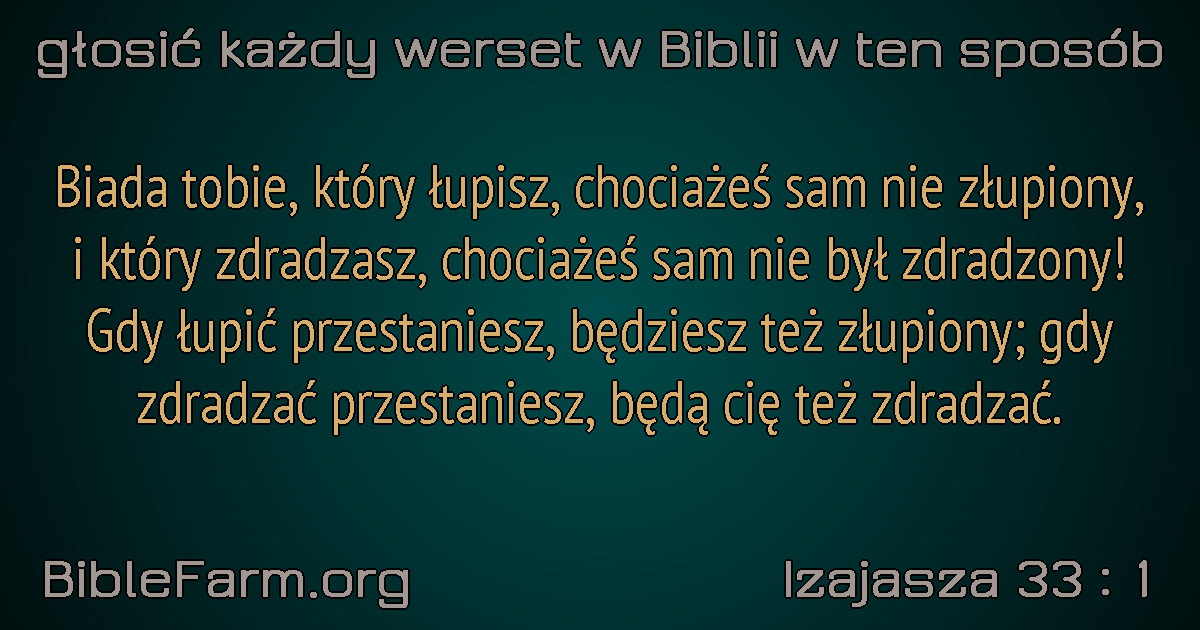 głosić każdy werset w Biblii w ten sposób
Biada tobie, który łupisz, chociażeś sam nie złupiony,
i który zdradzasz, chociażeś sam nie był zdradzony!
Gdy łupić przestaniesz, będziesz też złupiony; gdy
zdradzać przestaniesz, będą cię też zdradzać.
BibleFarm.org
Izajasza 33 : 1